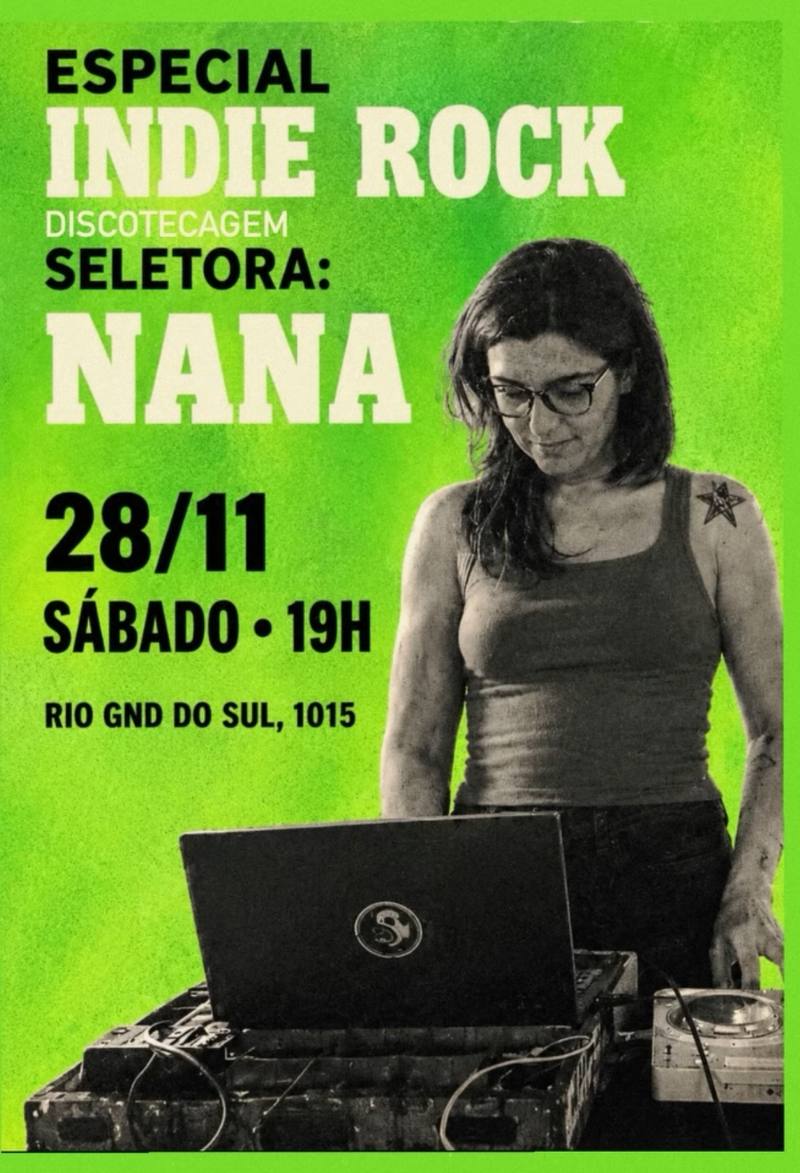 ESPECIAL
INDIE ROCK
DISCOTECAGEM
SELETORA:
NANA
28/11
SÁBADO • 19H
RIO GND DO SUL, 1015